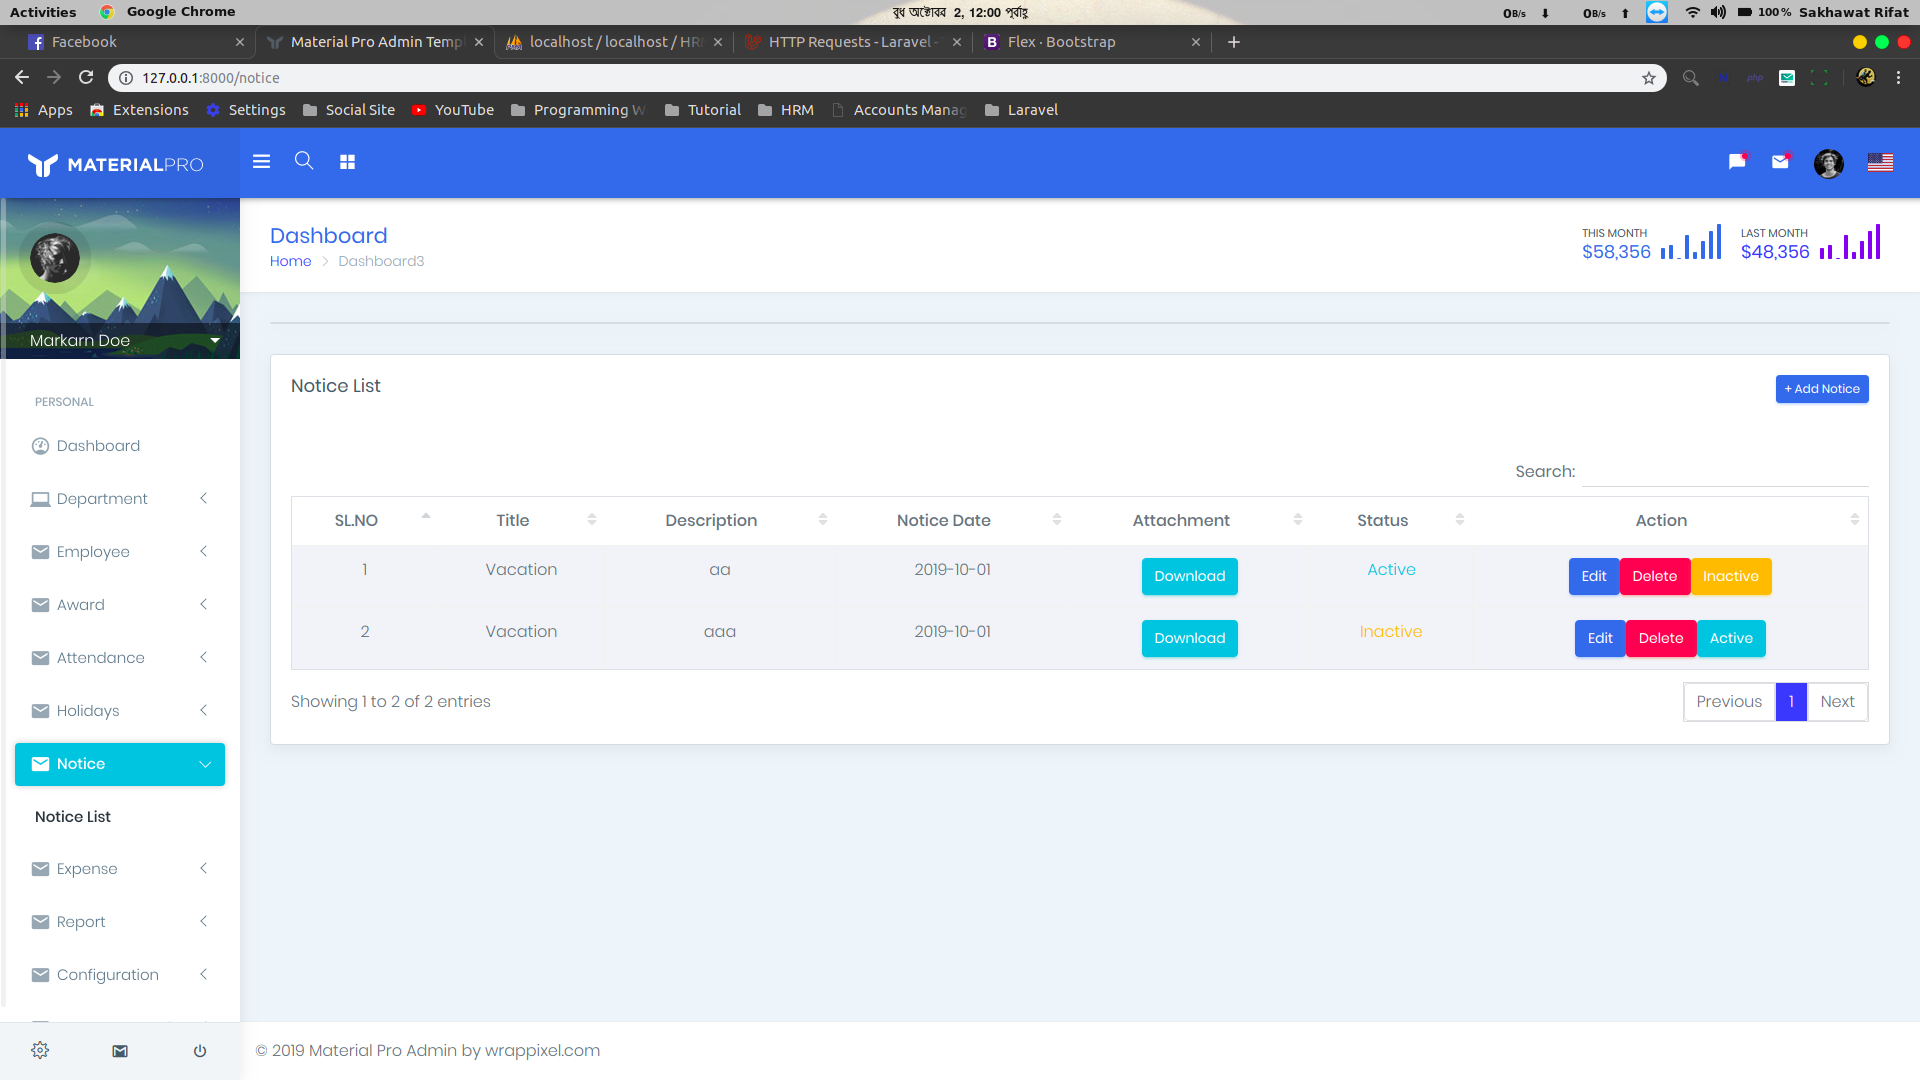 Activities Google Chrome বুধ অক্টোবর 2, 12:00 পূর্বাহ্ণ 0B/s 0B/s 100% Sakhawat Rifat
Facebook Material Pro Admin Temp localhost / localhost / HR HTTP Requests - Laravel - Flex · Bootstrap
127.0.0.1:8000/notice php
Apps Extensions Settings Social Site YouTube Programming W Tutorial HRM Accounts Manag Laravel
MATERIALPRO
Dashboard
Home > Dashboard3
THIS MONTH
$58,356
LAST MONTH
$48,356
Markarn Doe
PERSONAL
Dashboard
Department
Employee
Award
Attendance
Holidays
Notice
Notice List
Expense
Report
Configuration
Notice List
+ Add Notice
Search:
SL.NO Title Description Notice Date Attachment Status Action
1 Vacation aa 2019-10-01 Download Active Edit Delete Inactive
2 Vacation aaa 2019-10-01 Download Inactive Edit Delete Active
Showing 1 to 2 of 2 entries
Previous 1 Next
© 2019 Material Pro Admin by wrappixel.com